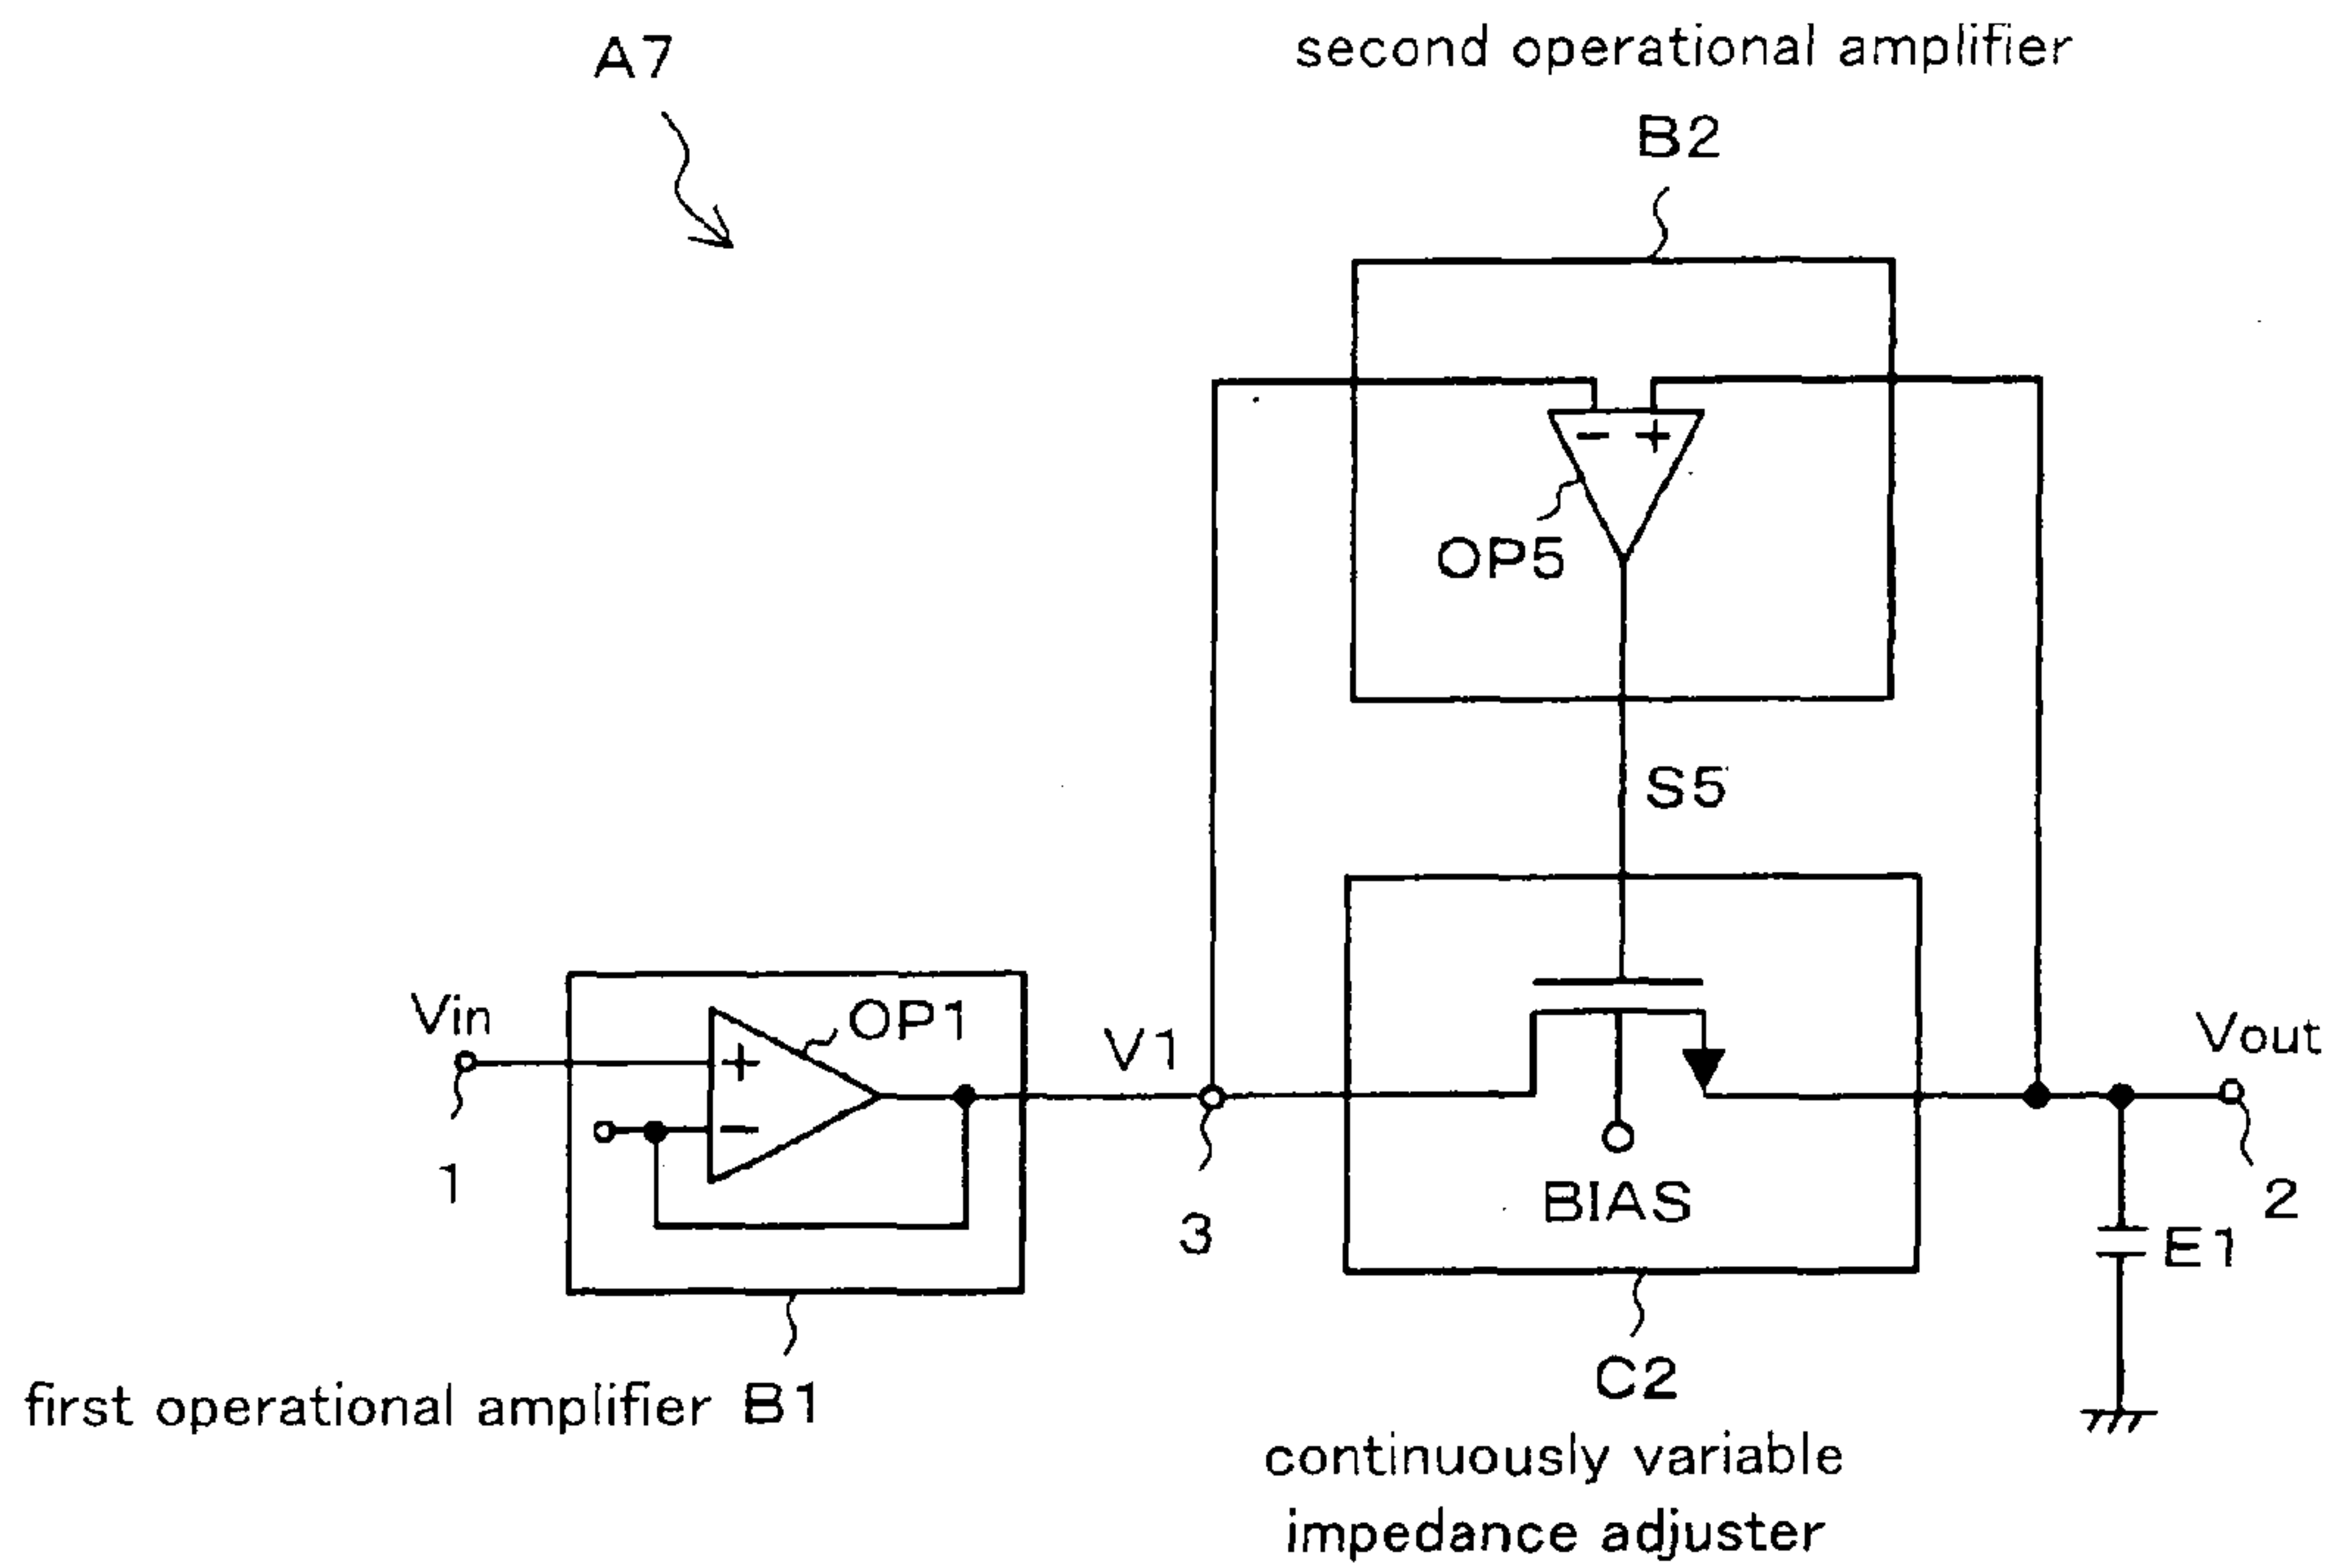 A7
second operational amplifier
B2
- +
OP5
S5
Vin
OP1
+
-
1
V1
3
BIAS
Vout
2
E1
first operational amplifier B1
C2
continuously variable
impedance adjuster